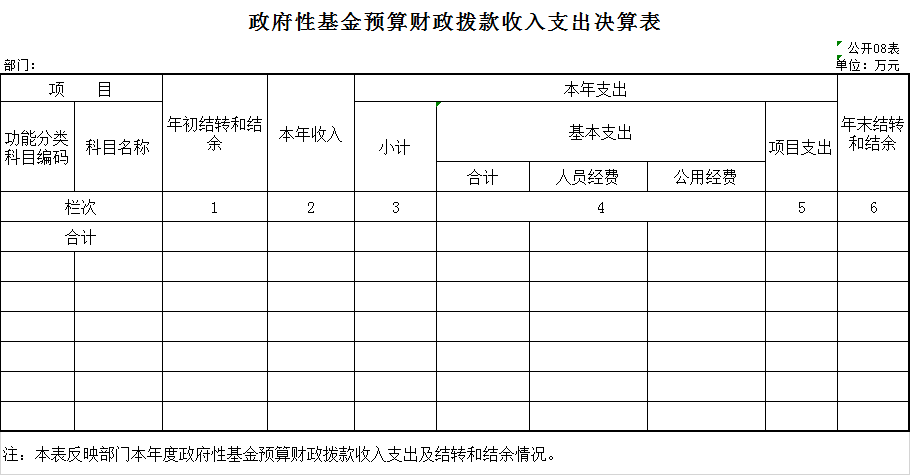 政府性基金预算财政拨款收入支出决算表
公开08表
部门： 单位：万元
项 目 年初结转和结余 本年收入 本年支出 年末结转和结余
功能分类科目编码 科目名称 小计 基本支出 项目支出
合计 人员经费 公用经费
栏次 1 2 3 4 5 6
合计
注：本表反映部门本年度政府性基金预算财政拨款收入支出及结转和结余情况。